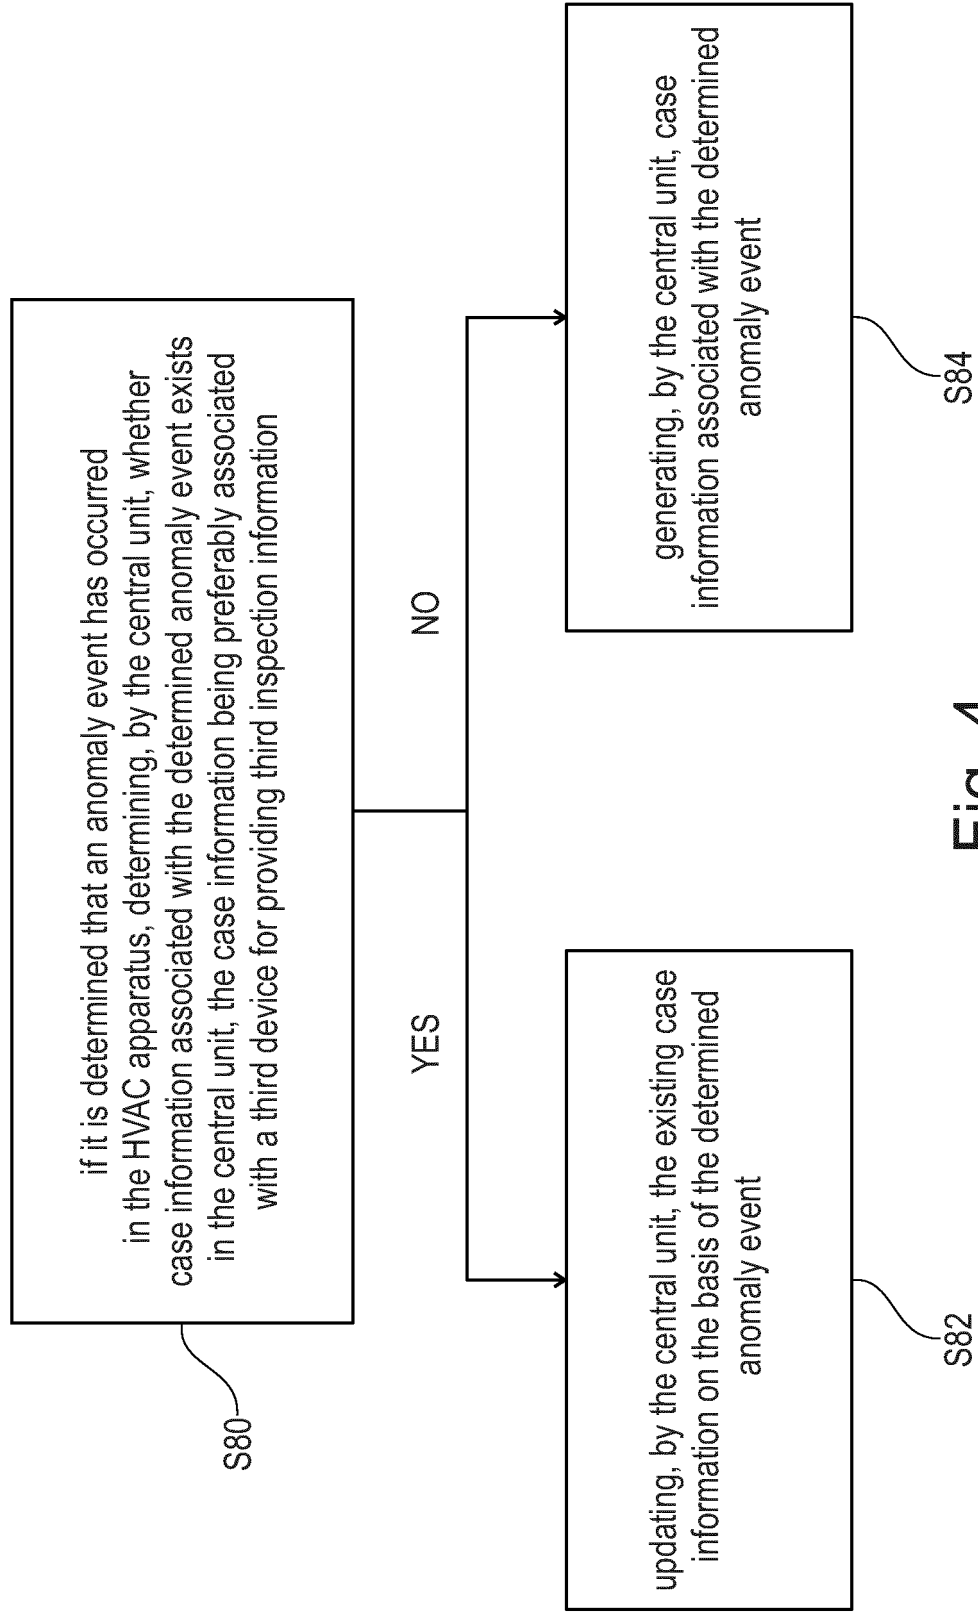 if it is determined that an anomaly event has occurred
in the HVAC apparatus, determining, by the central unit, whether
case information associated with the determined anomaly event exists
in the central unit, the case information being preferably associated
with a third device for providing third inspection information
S80
YES
NO
updating, by the central unit, the existing case
information on the basis of the determined
anomaly event
S82
generating, by the central unit, case
information associated with the determined
anomaly event
S84
Fig. 4